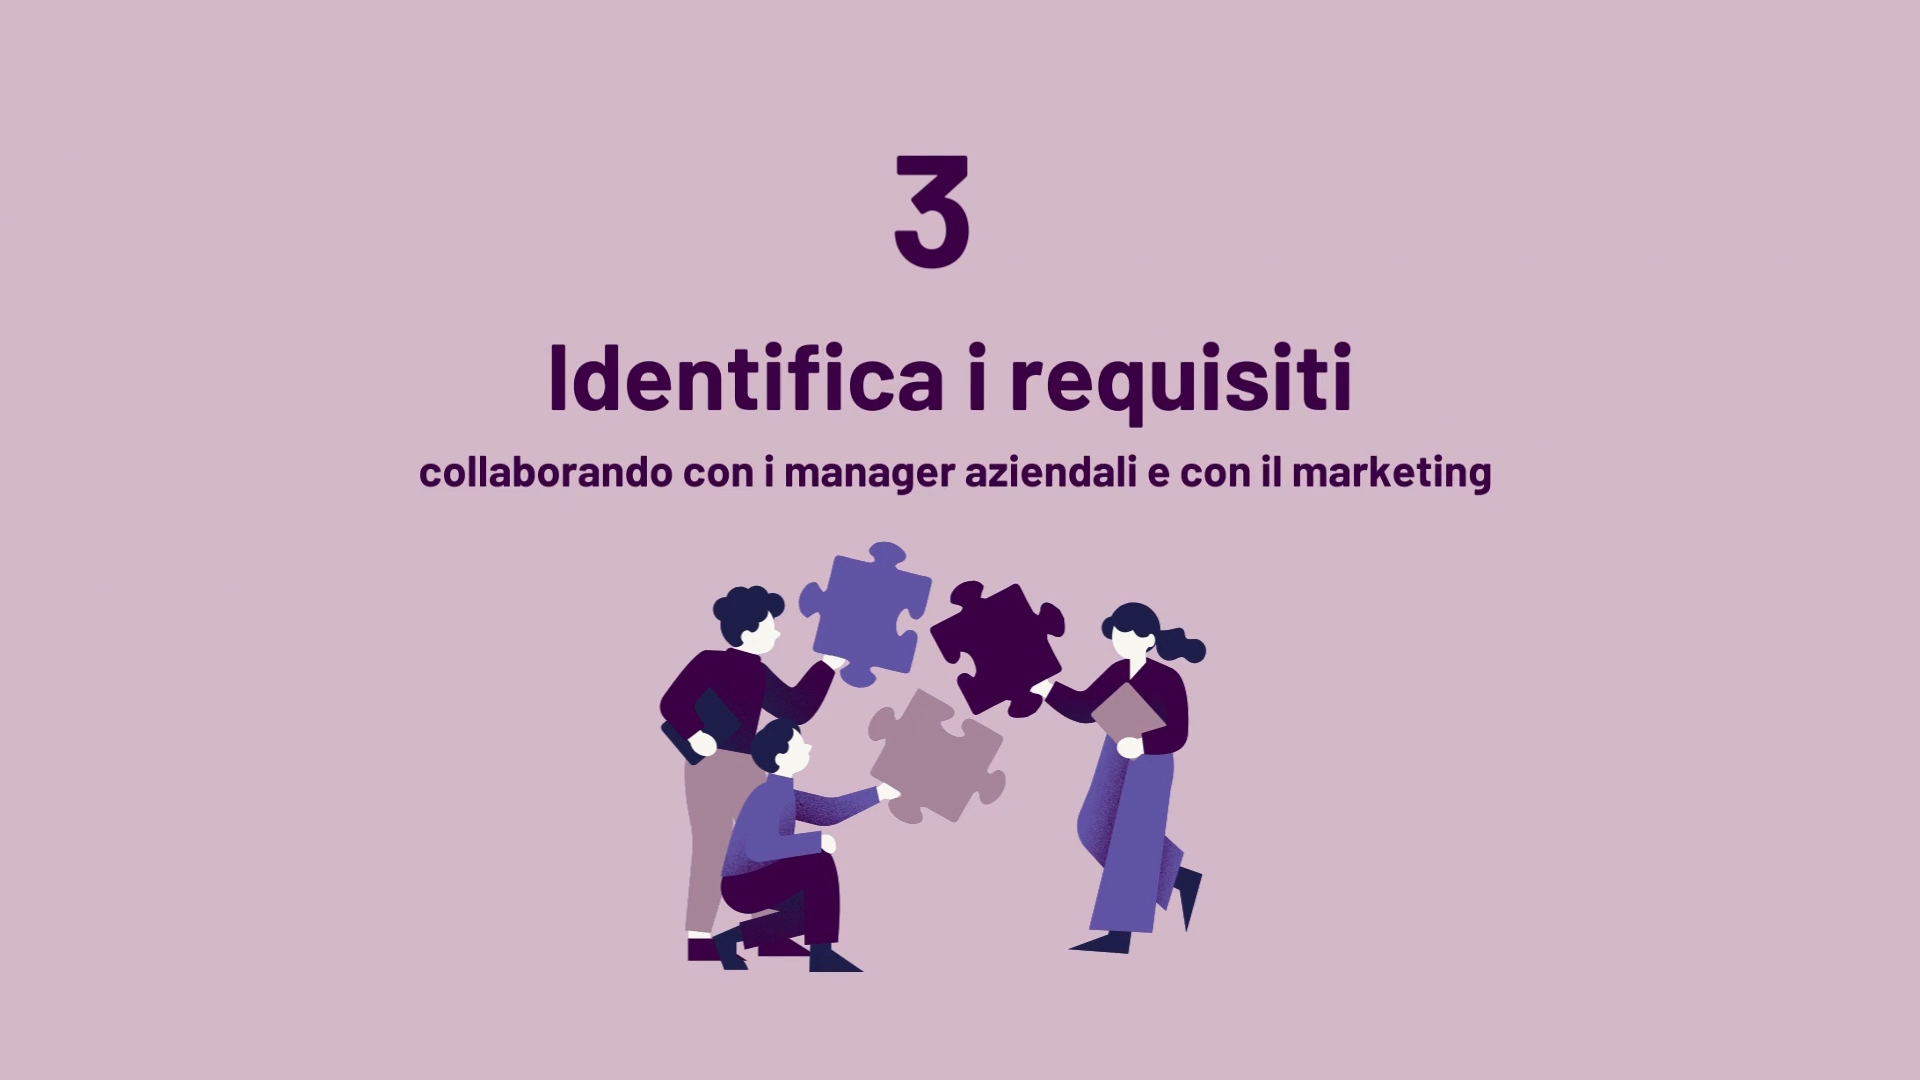 3
Identifica i requisiti
collaborando con i manager aziendali e con il marketing